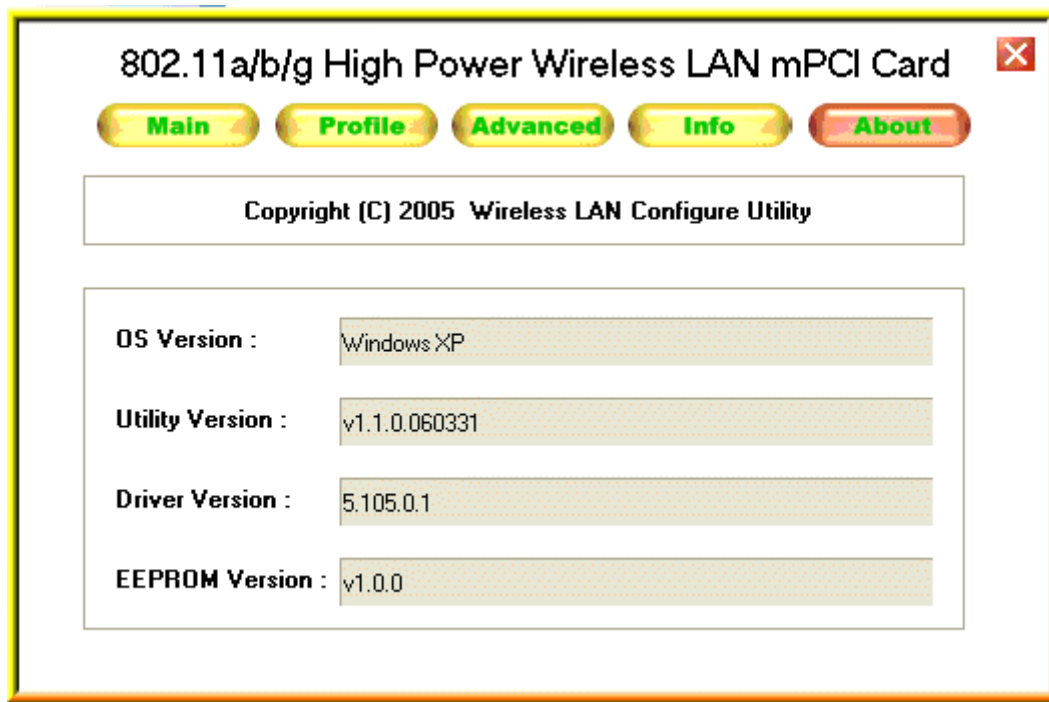 802.11a/b/g High Power Wireless LAN mPCI Card
Main Profile Advanced Info About
Copyright (C) 2005 Wireless LAN Configure Utility
OS Version : Windows XP
Utility Version : v1.1.0.060331
Driver Version : 5.105.0.1
EEPROM Version : v1.0.0